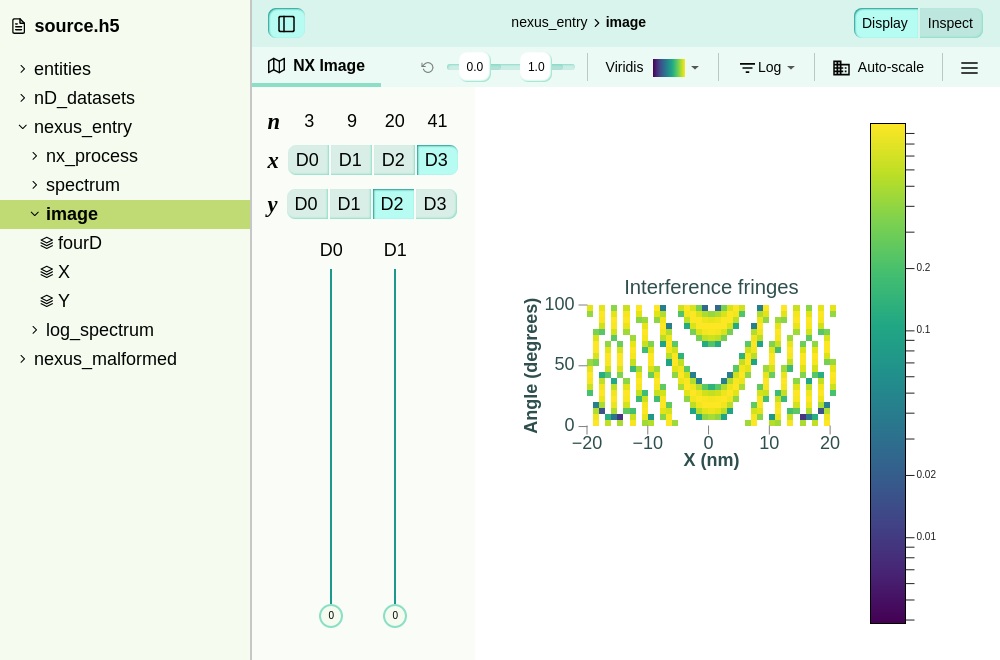 source.h5
entities
nD_datasets
nexus_entry
nx_process
spectrum
image
fourD
X
Y
log_spectrum
nexus_malformed
nexus_entry › image
Display Inspect
NX Image 0.0 1.0 Viridis Log Auto-scale
n 3 9 20 41
x D0 D1 D2 D3
y D0 D1 D2 D3
D0 D1
0 0
Interference fringes
Angle (degrees)
100
50
0
−20 −10 0 10 20
X (nm)
0.2
0.1
0.02
0.01